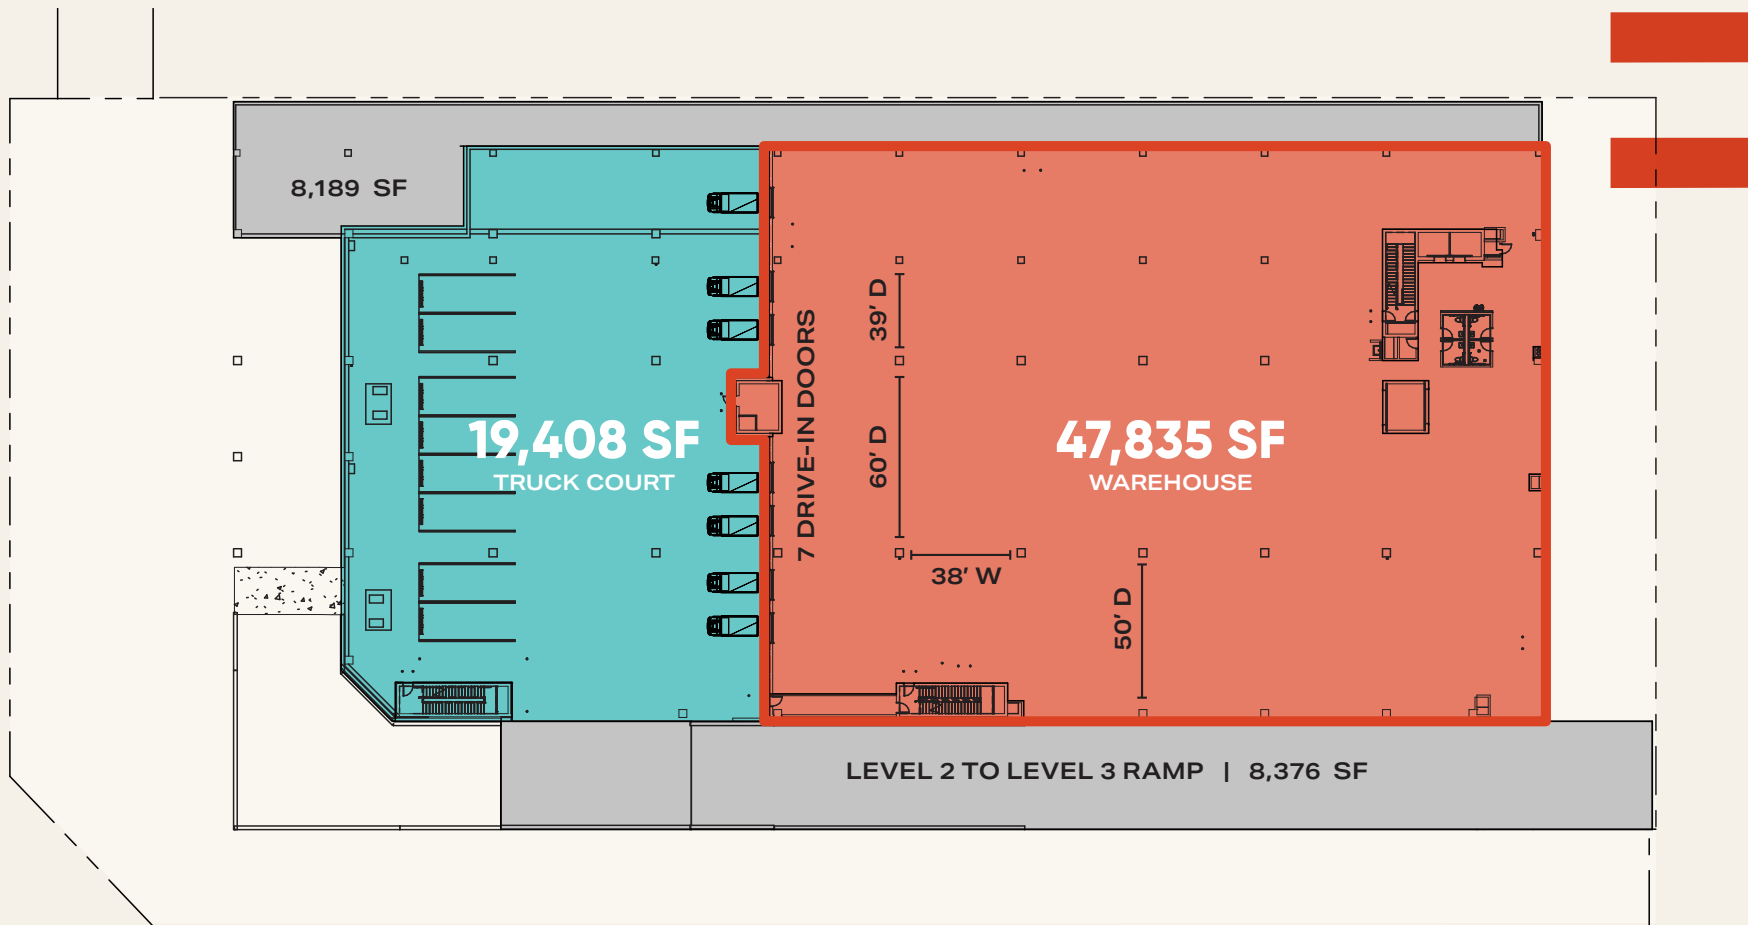 8,189 SF
19,408 SF
TRUCK COURT
7 DRIVE-IN DOORS
39' D
60' D
38' W
50' D
47,835 SF
WAREHOUSE
LEVEL 2 TO LEVEL 3 RAMP | 8,376 SF